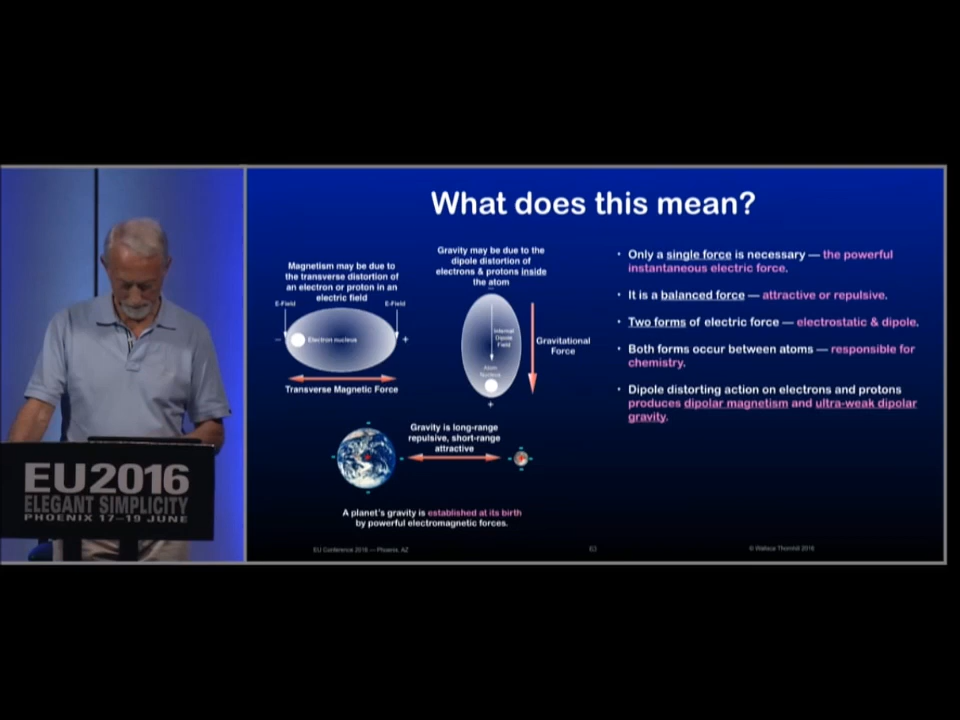 What does this mean?
Magnetism may be due to
the transverse distortion of
an electron or proton in an
electric field
E-Field
E-Field
−
Electron nucleus
+
Transverse Magnetic Force
Gravity may be due to the
dipole distortion of
electrons & protons inside
the atom
−
Internal
Dipole
Field
Atom
Nucleus
+
Gravitational
Force
Gravity is long-range
repulsive, short-range
attractive
A planet's gravity is established at its birth
by powerful electromagnetic forces.
• Only a single force is necessary — the powerful
instantaneous electric force.
• It is a balanced force — attractive or repulsive.
• Two forms of electric force — electrostatic & dipole.
• Both forms occur between atoms — responsible for
chemistry.
• Dipole distorting action on electrons and protons
produces dipolar magnetism and ultra-weak dipolar
gravity.
EU Conference 2016 — Phoenix, AZ
63
© Wallace Thornhill 2016
EU2016
ELEGANT SIMPLICITY
PHOENIX 17–19 JUNE